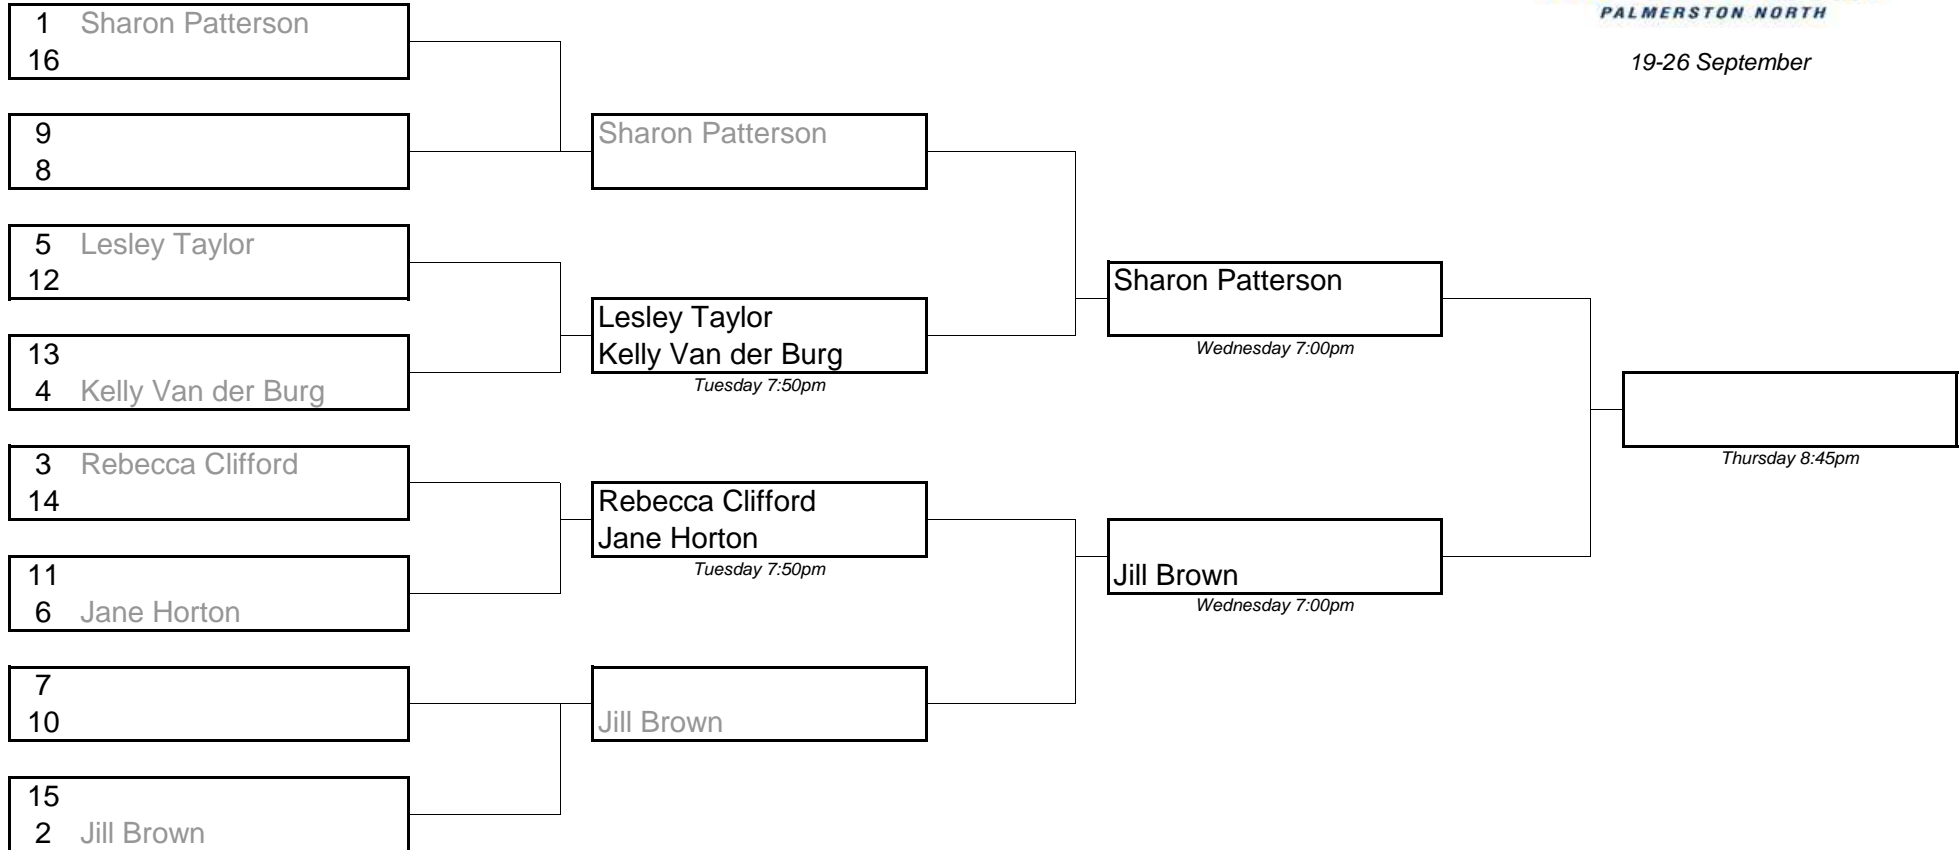 PALMERSTON NORTH
19-26 September
1 Sharon Patterson
16
9
8
5 Lesley Taylor
12
13
4 Kelly Van der Burg
3 Rebecca Clifford
14
11
6 Jane Horton
7
10
15
2 Jill Brown
Sharon Patterson
Lesley Taylor
Kelly Van der Burg
Tuesday 7:50pm
Rebecca Clifford
Jane Horton
Tuesday 7:50pm
Jill Brown
Sharon Patterson
Wednesday 7:00pm
Jill Brown
Wednesday 7:00pm
Thursday 8:45pm